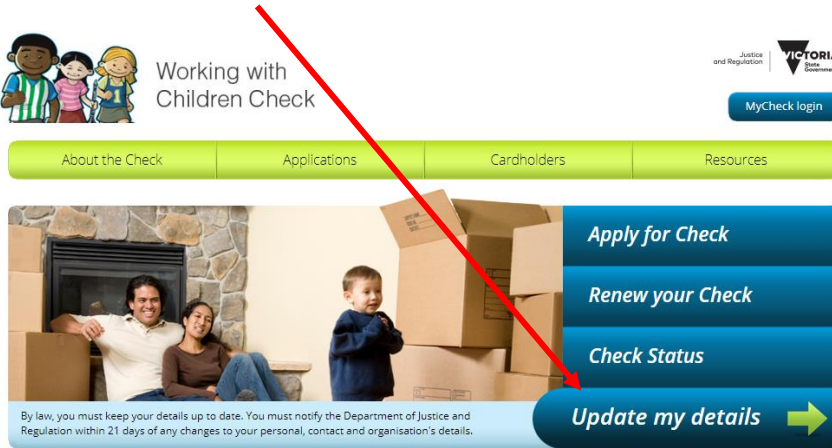 Working with
Children Check
Justice
and Regulation
VICTORIA
State
Government
MyCheck login
About the Check
Applications
Cardholders
Resources
Apply for Check
Renew your Check
Check Status
Update my details
By law, you must keep your details up to date. You must notify the Department of Justice and
Regulation within 21 days of any changes to your personal, contact and organisation's details.